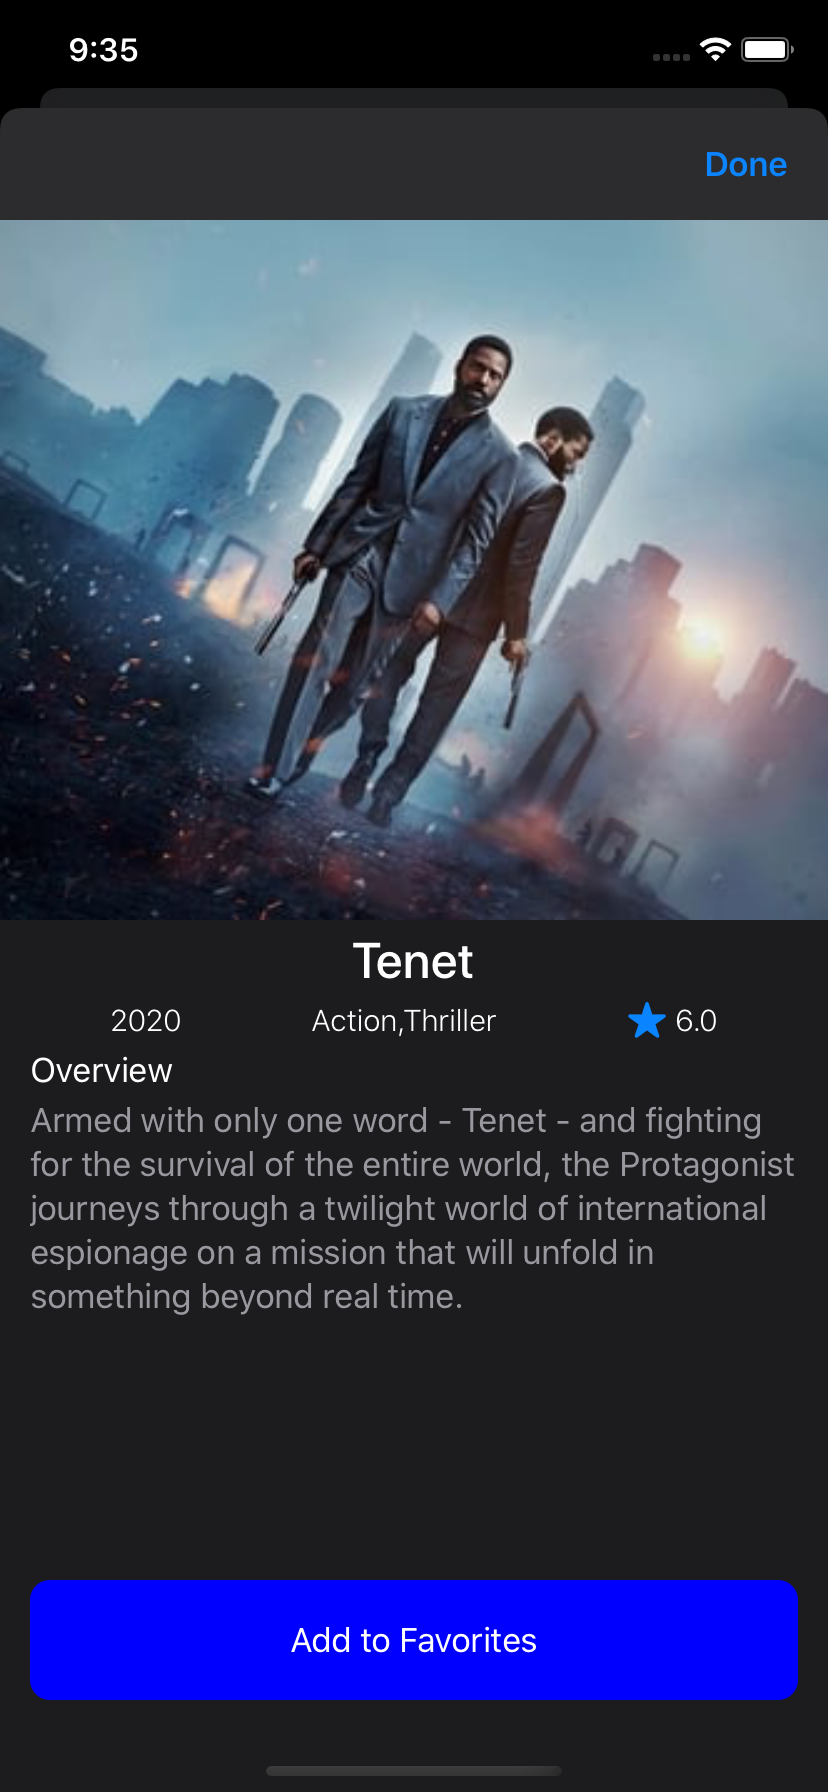 9:35
Done
Tenet
2020 Action,Thriller 6.0
Overview
Armed with only one word - Tenet - and fighting
for the survival of the entire world, the Protagonist
journeys through a twilight world of international
espionage on a mission that will unfold in
something beyond real time.
Add to Favorites